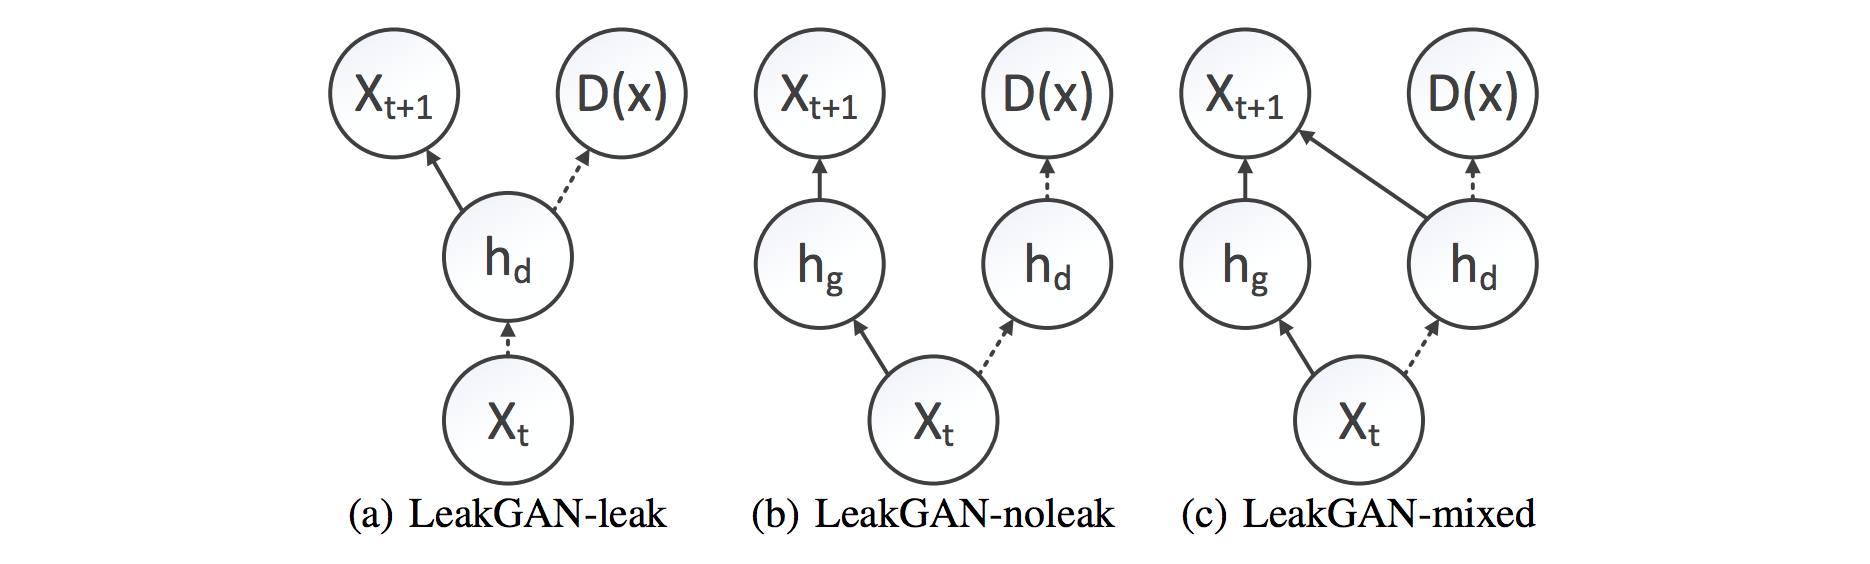 X_{t+1} D(x) X_{t+1} D(x) X_{t+1} D(x)
h_d h_g h_d h_g h_d
X_t X_t X_t
(a) LeakGAN-leak (b) LeakGAN-noleak (c) LeakGAN-mixed